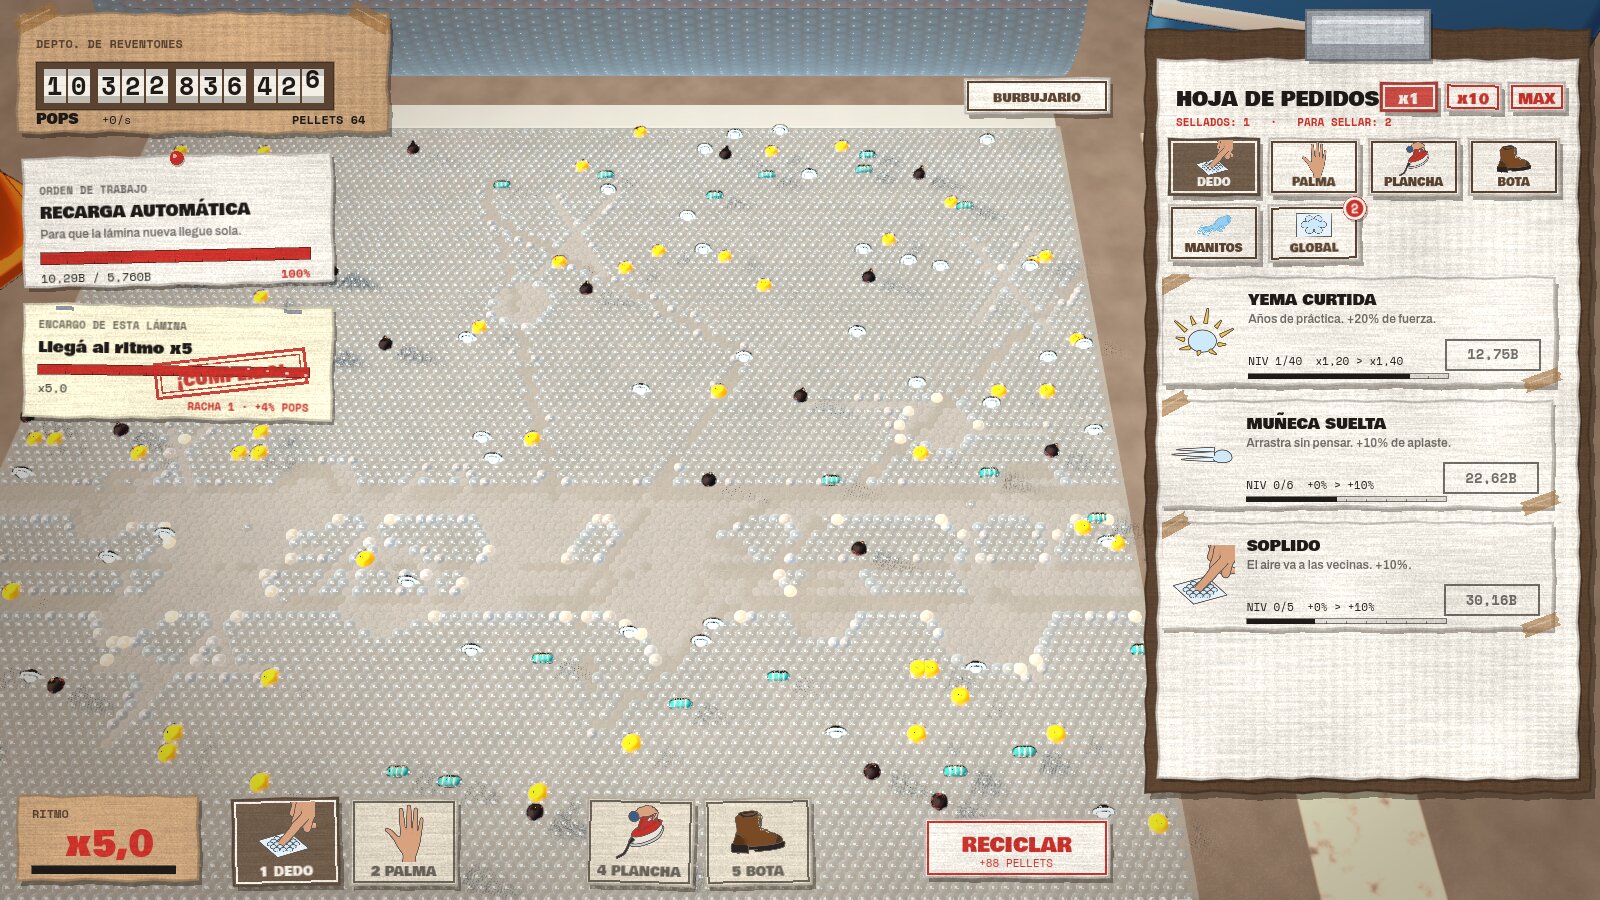 DEPTO. DE REVENTONES
10 322 836 426
POPS +0/s PELLETS 64
ORDEN DE TRABAJO
RECARGA AUTOMÁTICA
Para que la lámina nueva llegue sola.
10,29B / 5,760B 100%
ENCARGO DE ESTA LÁMINA
Llegá al ritmo x5
x5,0
RACHA 1 · +4% POPS
BURBUJARIO
HOJA DE PEDIDOS x1 x10 MAX
SELLADOS: 1 · PARA SELLAR: 2
DEDO PALMA PLANCHA BOTA
MANITOS GLOBAL 2
YEMA CURTIDA
Años de práctica. +20% de fuerza.
NIV 1/40 x1,20 > x1,40 12,75B
MUÑECA SUELTA
Arrastra sin pensar. +10% de aplaste.
NIV 0/6 +0% > +10% 22,62B
SOPLIDO
El aire va a las vecinas. +10%.
NIV 0/5 +0% > +10% 30,16B
RITMO
x5,0
1 DEDO 2 PALMA 4 PLANCHA 5 BOTA
RECICLAR
+88 PELLETS